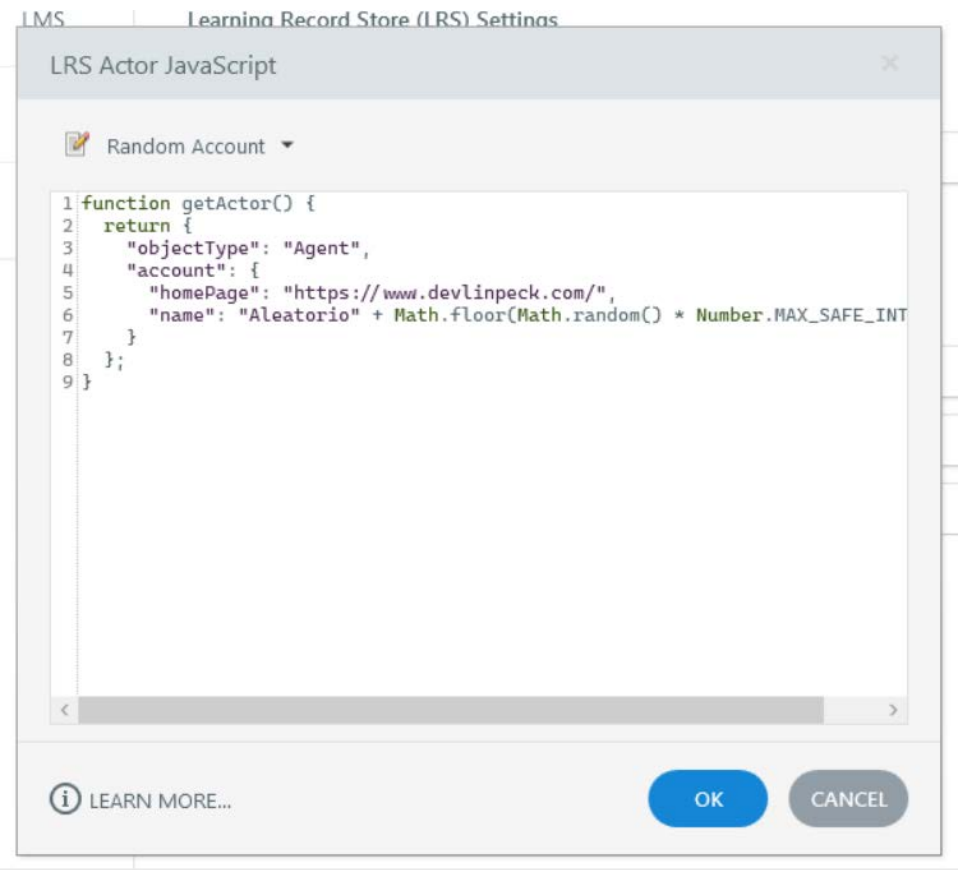 LMS
Learning Record Store (LRS) Settings
LRS Actor JavaScript
Random Account
1 function getActor() {
2 return {
3 "objectType": "Agent",
4 "account": {
5 "homePage": "https://www.devlinpeck.com/",
6 "name": "Aleatorio" + Math.floor(Math.random() * Number.MAX_SAFE_INT
7 }
8 };
9 }
LEARN MORE...
OK
CANCEL